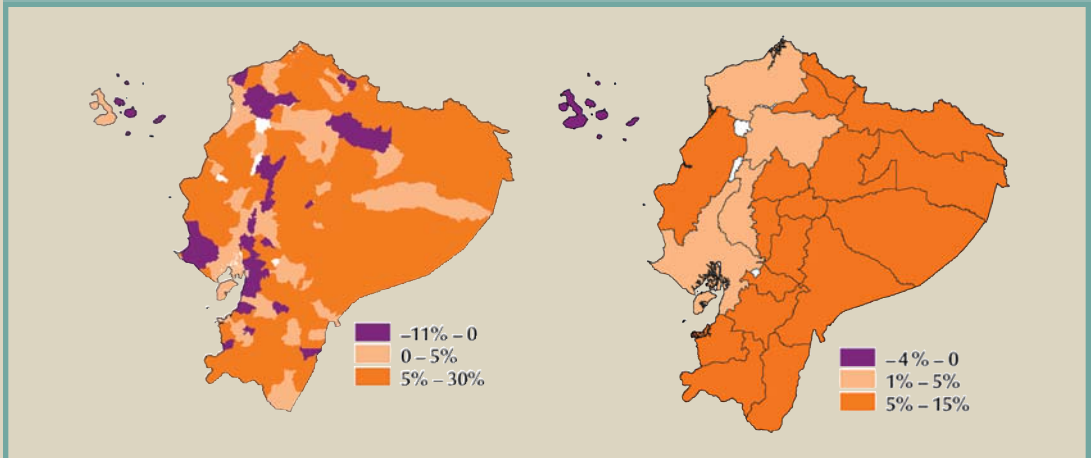 −11% – 0
0 – 5%
5% – 30%
−4% – 0
1% – 5%
5% – 15%